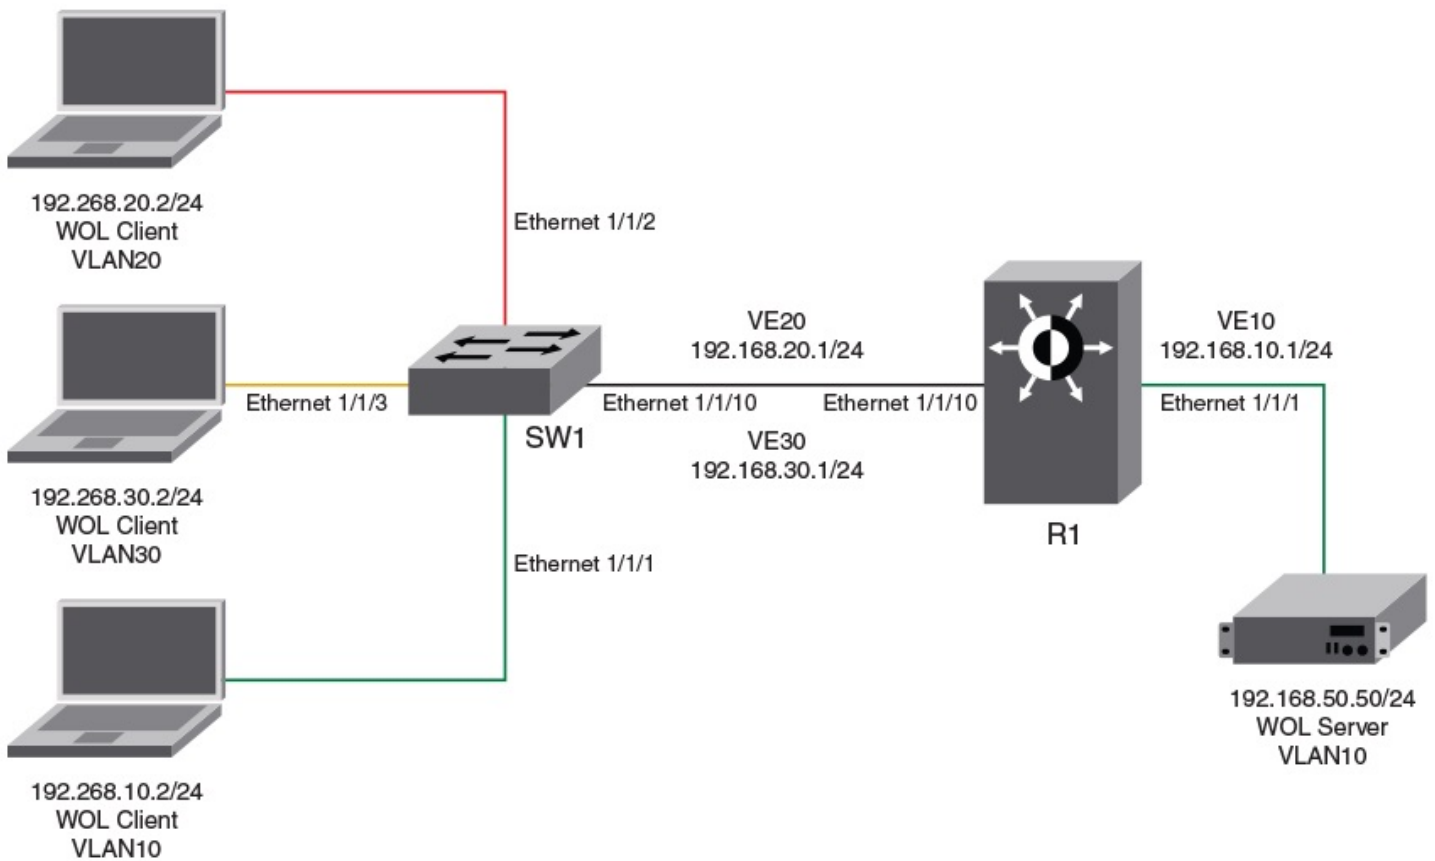 192.268.20.2/24
WOL Client
VLAN20
Ethernet 1/1/2
192.268.30.2/24
WOL Client
VLAN30
Ethernet 1/1/3
SW1
Ethernet 1/1/10
VE20
192.168.20.1/24
Ethernet 1/1/10
VE30
192.168.30.1/24
R1
VE10
192.168.10.1/24
Ethernet 1/1/1
Ethernet 1/1/1
192.268.10.2/24
WOL Client
VLAN10
192.168.50.50/24
WOL Server
VLAN10